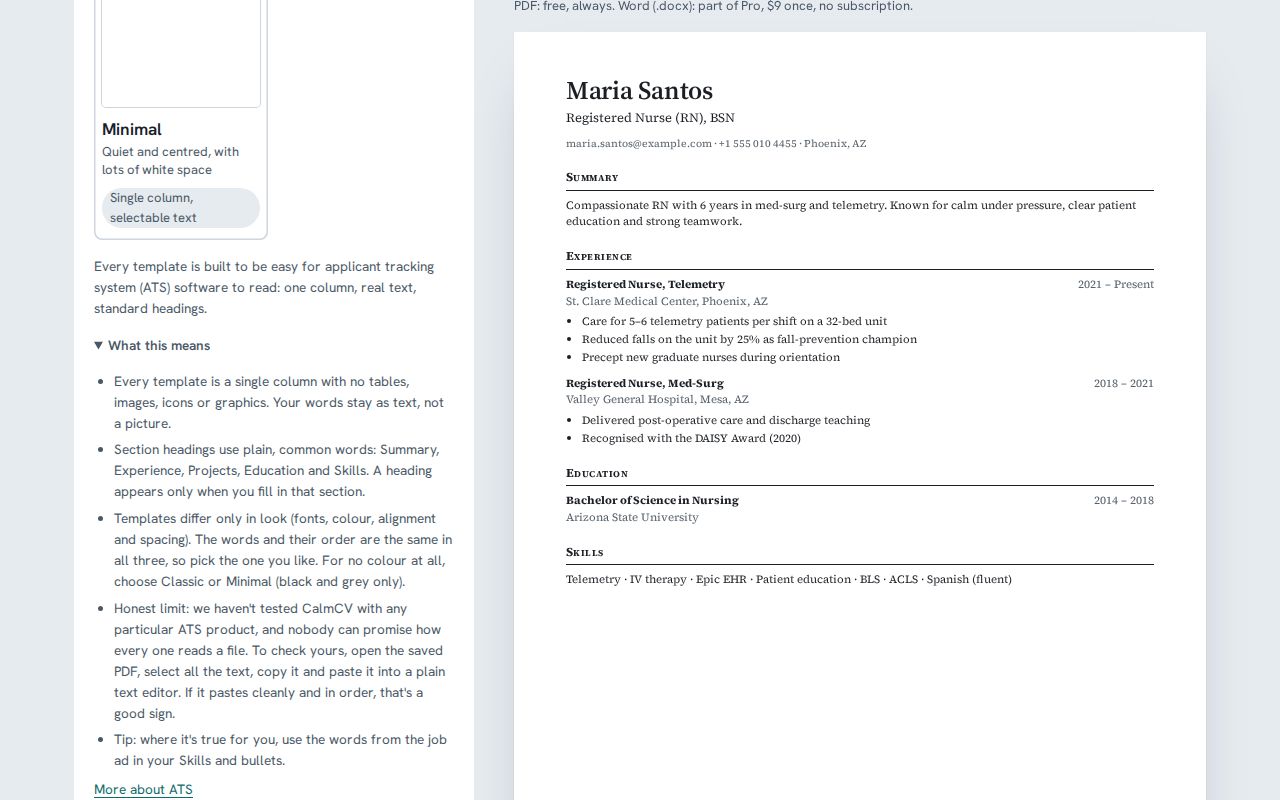 PDF: free, always. Word (.docx): part of Pro, $9 once, no subscription.
Minimal
Quiet and centred, with
lots of white space
Single column,
selectable text
Every template is built to be easy for applicant tracking
system (ATS) software to read: one column, real text,
standard headings.
▼ What this means
• Every template is a single column with no tables,
images, icons or graphics. Your words stay as text, not
a picture.
• Section headings use plain, common words: Summary,
Experience, Projects, Education and Skills. A heading
appears only when you fill in that section.
• Templates differ only in look (fonts, colour, alignment
and spacing). The words and their order are the same in
all three, so pick the one you like. For no colour at all,
choose Classic or Minimal (black and grey only).
• Honest limit: we haven't tested CalmCV with any
particular ATS product, and nobody can promise how
every one reads a file. To check yours, open the saved
PDF, select all the text, copy it and paste it into a plain
text editor. If it pastes cleanly and in order, that's a
good sign.
• Tip: where it's true for you, use the words from the job
ad in your Skills and bullets.
More about ATS
Maria Santos
Registered Nurse (RN), BSN
maria.santos@example.com · +1 555 010 4455 · Phoenix, AZ
Summary
Compassionate RN with 6 years in med-surg and telemetry. Known for calm under pressure, clear patient
education and strong teamwork.
Experience
Registered Nurse, Telemetry 2021 – Present
St. Clare Medical Center, Phoenix, AZ
• Care for 5–6 telemetry patients per shift on a 32-bed unit
• Reduced falls on the unit by 25% as fall-prevention champion
• Precept new graduate nurses during orientation
Registered Nurse, Med-Surg 2018 – 2021
Valley General Hospital, Mesa, AZ
• Delivered post-operative care and discharge teaching
• Recognised with the DAISY Award (2020)
Education
Bachelor of Science in Nursing 2014 – 2018
Arizona State University
Skills
Telemetry · IV therapy · Epic EHR · Patient education · BLS · ACLS · Spanish (fluent)